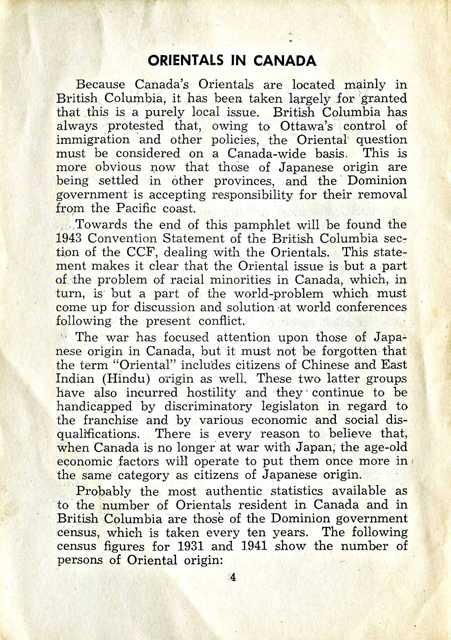 ORIENTALS IN CANADA
Because Canada's Orientals are located mainly in
British Columbia, it has been taken largely for granted
that this is a purely local issue. British Columbia has
always protested that, owing to Ottawa's control of
immigration and other policies, the Oriental question
must be considered on a Canada-wide basis. This is
more obvious now that those of Japanese origin are
being settled in other provinces, and the Dominion
government is accepting responsibility for their removal
from the Pacific coast.
Towards the end of this pamphlet will be found the
1943 Convention Statement of the British Columbia sec-
tion of the CCF, dealing with the Orientals. This state-
ment makes it clear that the Oriental issue is but a part
of the problem of racial minorities in Canada, which, in
turn, is but a part of the world-problem which must
come up for discussion and solution at world conferences
following the present conflict.
The war has focused attention upon those of Japa-
nese origin in Canada, but it must not be forgotten that
the term "Oriental" includes citizens of Chinese and East
Indian (Hindu) origin as well. These two latter groups
have also incurred hostility and they continue to be
handicapped by discriminatory legislaton in regard to
the franchise and by various economic and social dis-
qualifications. There is every reason to believe that,
when Canada is no longer at war with Japan, the age-old
economic factors will operate to put them once more in
the same category as citizens of Japanese origin.
Probably the most authentic statistics available as
to the number of Orientals resident in Canada and in
British Columbia are those of the Dominion government
census, which is taken every ten years. The following
census figures for 1931 and 1941 show the number of
persons of Oriental origin:
4